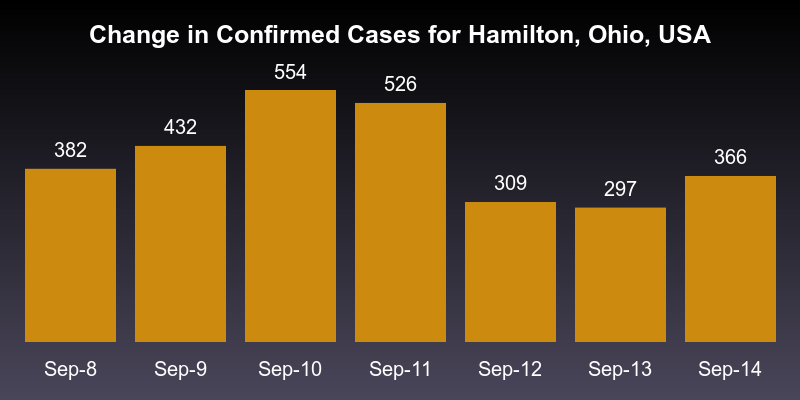 Change in Confirmed Cases for Hamilton, Ohio, USA
382 432 554 526 309 297 366
Sep-8 Sep-9 Sep-10 Sep-11 Sep-12 Sep-13 Sep-14